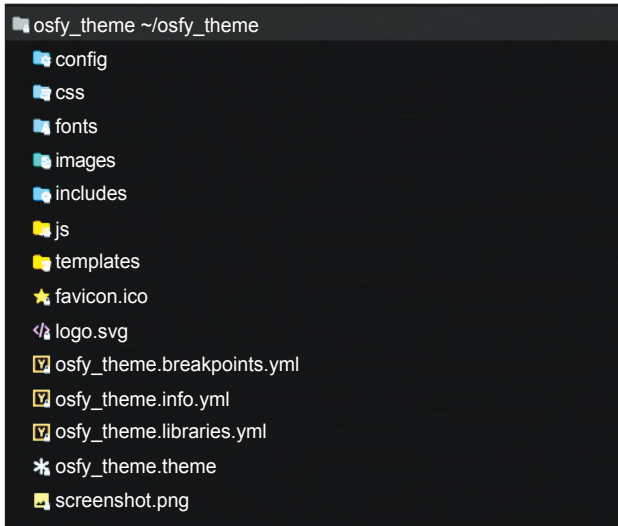 osfy_theme ~/osfy_theme
config
css
fonts
images
includes
js
templates
favicon.ico
logo.svg
osfy_theme.breakpoints.yml
osfy_theme.info.yml
osfy_theme.libraries.yml
osfy_theme.theme
screenshot.png